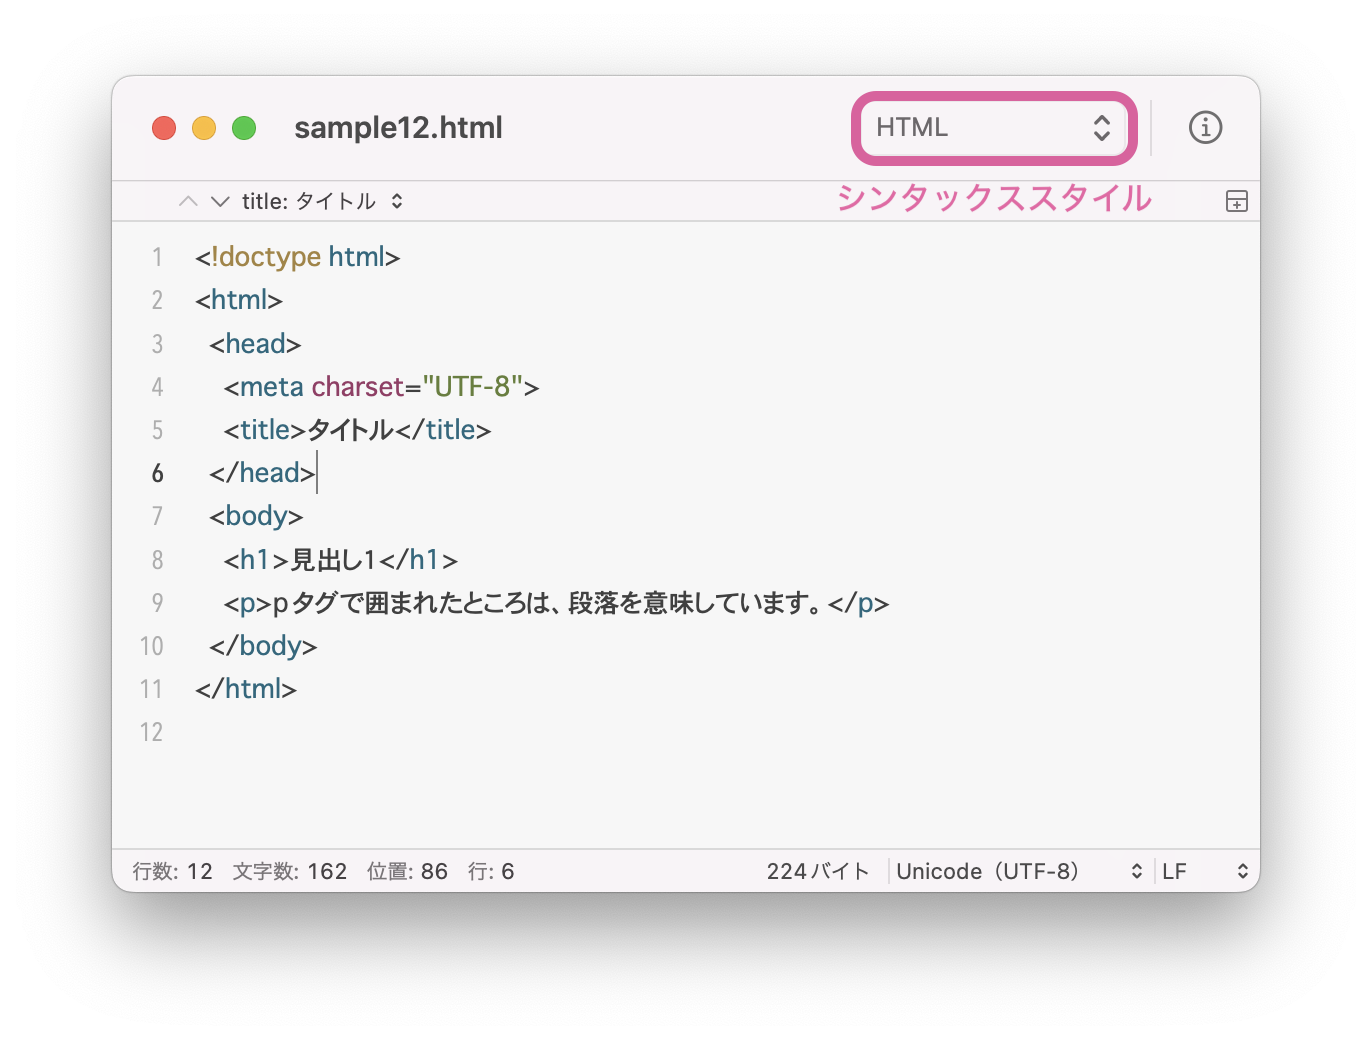 sample12.html HTML
title: タイトル シンタックススタイル
1 <!doctype html>
2 <html>
3 <head>
4 <meta charset="UTF-8">
5 <title>タイトル</title>
6 </head>
7 <body>
8 <h1>見出し1</h1>
9 <p>pタグで囲まれたところは、段落を意味しています。</p>
10 </body>
11 </html>
12
行数: 12 文字数: 162 位置: 86 行: 6 224バイト Unicode（UTF-8） LF